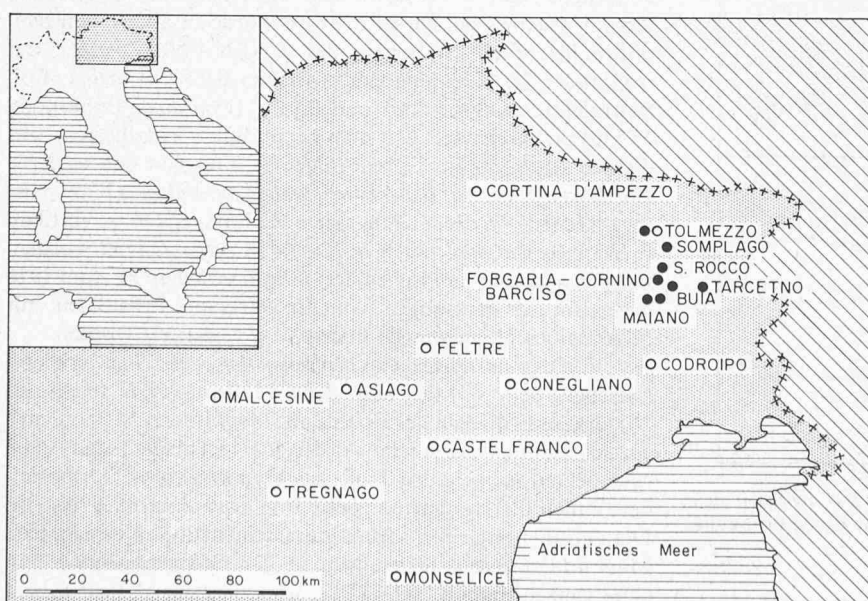 CORTINA D'AMPEZZO
TOLMEZZO
SOMPLAGO
S. ROCCO
FORGARIA–CORNINO
TARCETNO
BARCIS
BUIA
MAIANO
FELTRE
CODROIPO
MALCESINE
ASIAGO
CONEGLIANO
CASTELFRANCO
TREGNAGO
Adriatisches Meer
0 20 40 60 80 100 km
MONSELICE